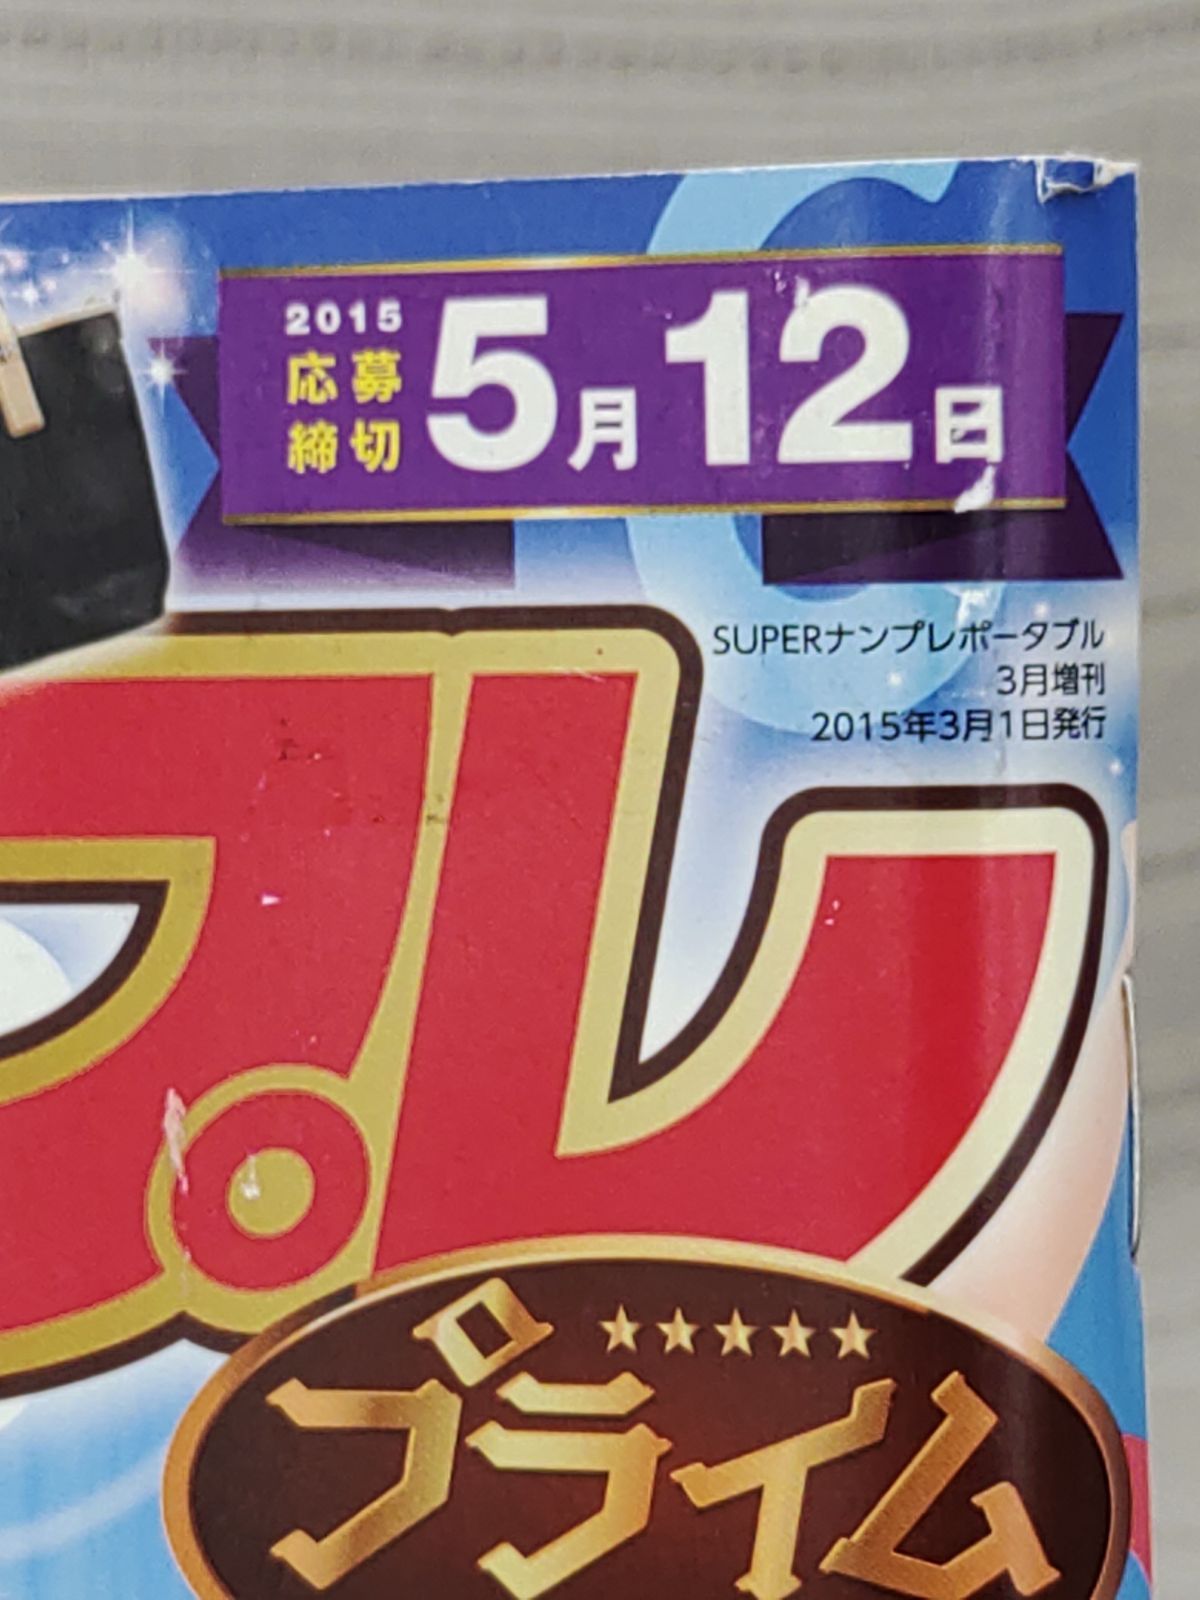 2015
応募
締切
5月12日
SUPERナンプレポータブル
3月増刊
2015年3月1日発行
プレ
★★★★★
プライム